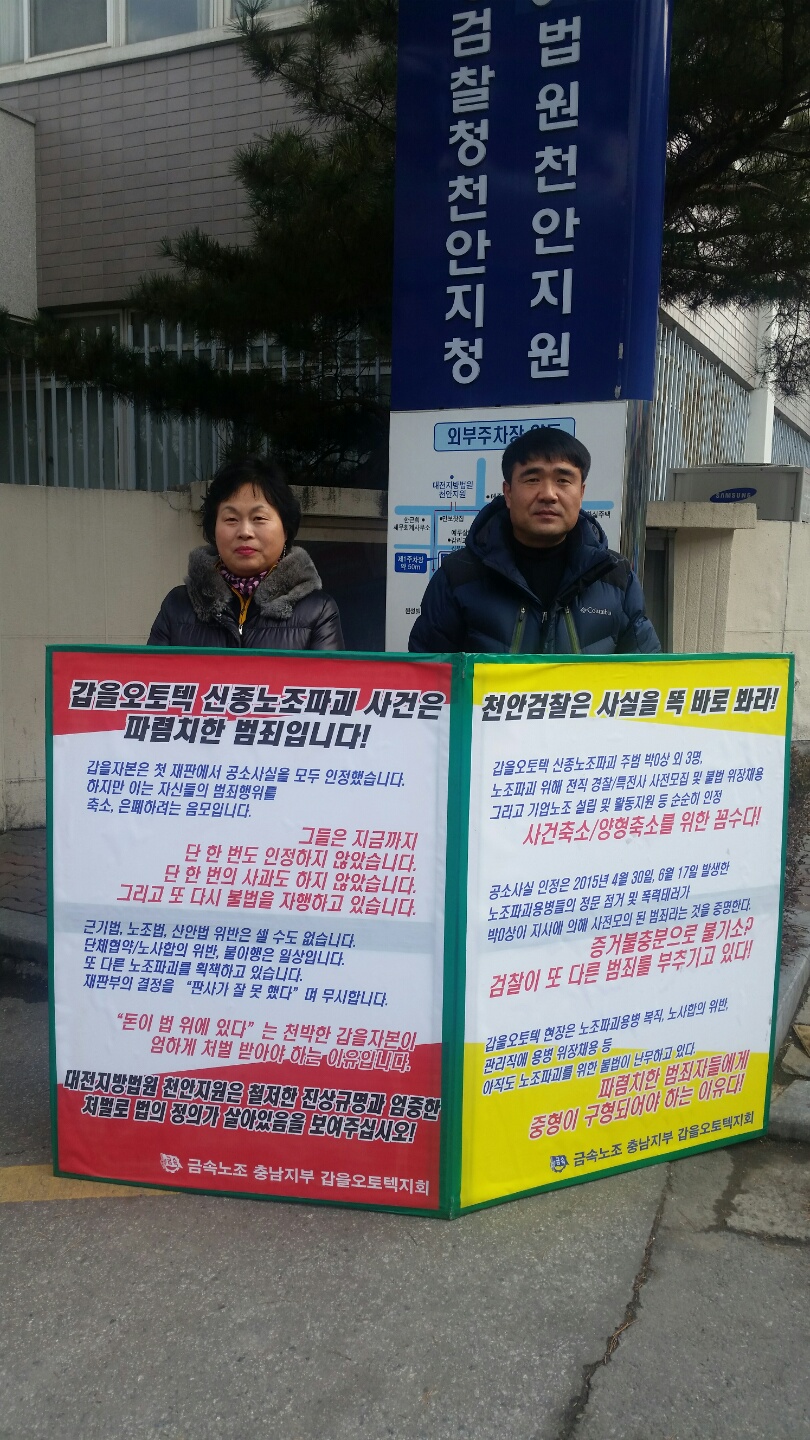 검찰청천안지청
법원천안지원
외부주차장
대전지방법원
천안지원
제1주차장
약 50m
Columbia
SAMSUNG
갑을오토텍 신종노조파괴 사건은
파렴치한 범죄입니다!
갑을자본은 첫 재판에서 공소사실을 모두 인정했습니다.
하지만 이는 자신들의 범죄행위를
축소, 은폐하려는 음모입니다.
그들은 지금까지
단 한 번도 인정하지 않았습니다.
단 한 번의 사과도 하지 않았습니다.
그리고 또 다시 불법을 자행하고 있습니다.
근기법, 노조법, 산안법 위반은 셀 수도 없습니다.
단체협약/노사합의 위반, 불이행은 일상입니다.
또 다른 노조파괴를 획책하고 있습니다.
재판부의 결정을 “판사가 잘 못 했다” 며 무시합니다.
“돈이 법 위에 있다” 는 천박한 갑을자본이
엄하게 처벌 받아야 하는 이유입니다.
대전지방법원 천안지원은 철저한 진상규명과 엄중한
처벌로 법의 정의가 살아있음을 보여주십시오!
금속노조 충남지부 갑을오토텍지회
천안검찰은 사실을 똑 바로 봐라!
갑을오토텍 신종노조파괴 주범 박0상 외 3명,
노조파괴 위해 전직 경찰/특전사 사전모집 및 불법 위장채용
그리고 기업노조 설립 및 활동지원 등 순순히 인정
사건축소/양형축소를 위한 꼼수다!
공소사실 인정은 2015년 4월 30일, 6월 17일 발생한
노조파괴용병들의 정문 점거 및 폭력테러가
박0상이 지시에 의해 사전모의 된 범죄라는 것을 증명한다.
증거불충분으로 불기소?
검찰이 또 다른 범죄를 부추기고 있다!
갑을오토텍 현장은 노조파괴용병 복직, 노사합의 위반,
관리직에 용병 위장채용 등
아직도 노조파괴를 위한 불법이 난무하고 있다.
파렴치한 범죄자들에게
중형이 구형되어야 하는 이유다!
금속노조 충남지부 갑을오토텍지회